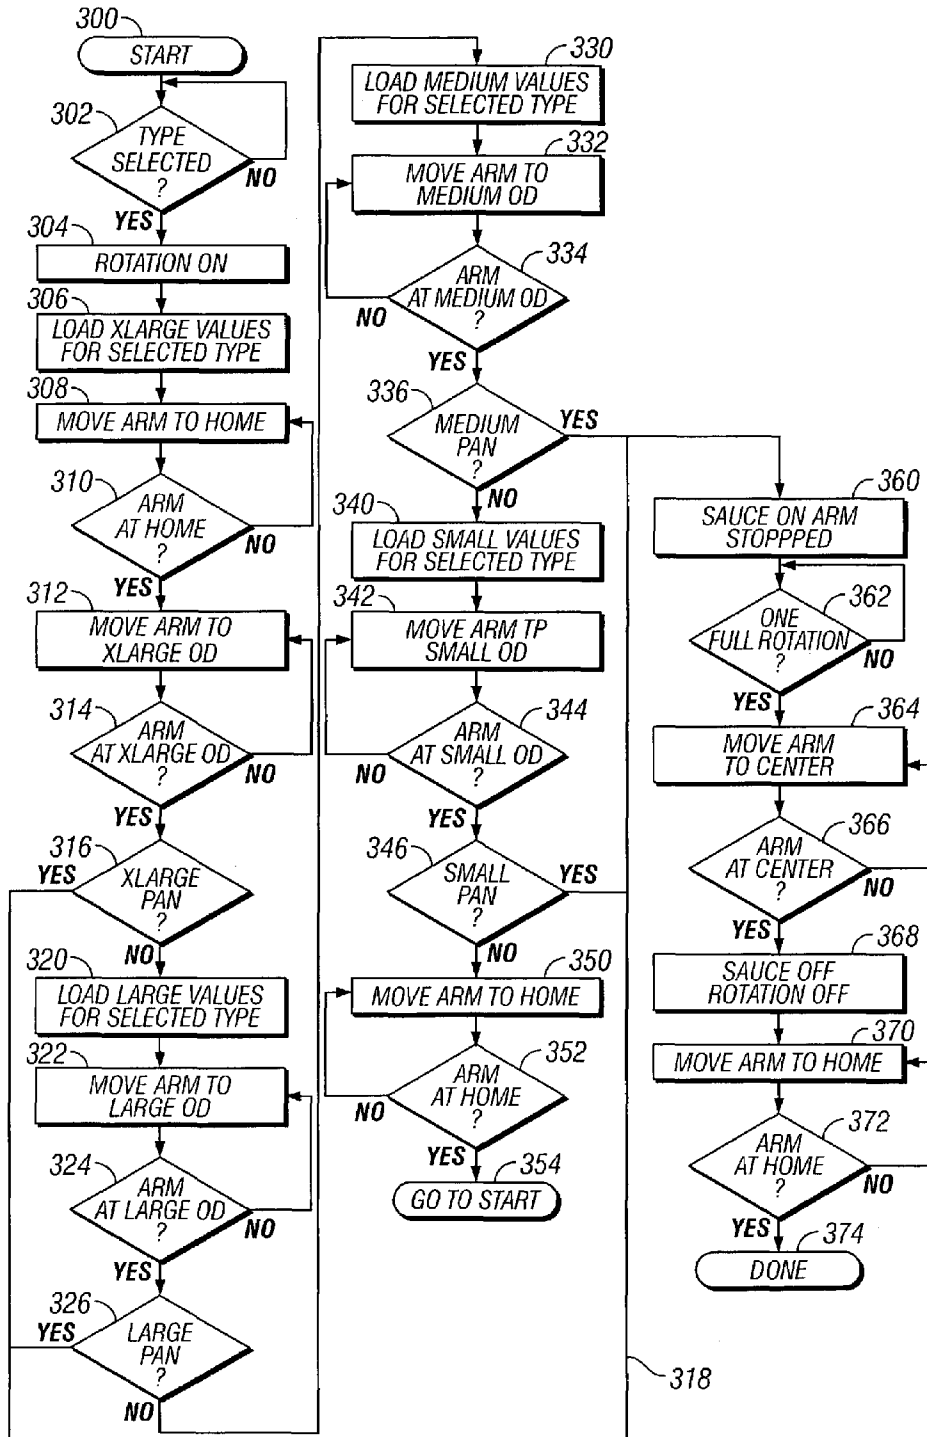 300
START
302
TYPE
SELECTED
?
NO
YES
304
ROTATION ON
306
LOAD XLARGE VALUES
FOR SELECTED TYPE
308
MOVE ARM TO HOME
310
ARM
AT HOME
?
NO
YES
312
MOVE ARM TO
XLARGE OD
314
ARM
AT XLARGE OD
?
NO
YES
316
YES
XLARGE
PAN
?
NO
320
LOAD LARGE VALUES
FOR SELECTED TYPE
322
MOVE ARM TO
LARGE OD
324
ARM
AT LARGE OD
?
NO
YES
326
YES
LARGE
PAN
?
NO
330
LOAD MEDIUM VALUES
FOR SELECTED TYPE
332
MOVE ARM TO
MEDIUM OD
334
ARM
AT MEDIUM OD
?
NO
YES
336
MEDIUM
PAN
?
YES
NO
340
LOAD SMALL VALUES
FOR SELECTED TYPE
342
MOVE ARM TP
SMALL OD
344
ARM
AT SMALL OD
?
NO
YES
346
SMALL
PAN
?
YES
NO
350
MOVE ARM TO HOME
352
ARM
AT HOME
?
NO
YES
354
GO TO START
360
SAUCE ON ARM
STOPPPED
362
ONE
FULL ROTATION
?
NO
YES
364
MOVE ARM
TO CENTER
366
ARM
AT CENTER
?
NO
YES
368
SAUCE OFF
ROTATION OFF
370
MOVE ARM TO HOME
372
ARM
AT HOME
?
NO
YES
374
DONE
318